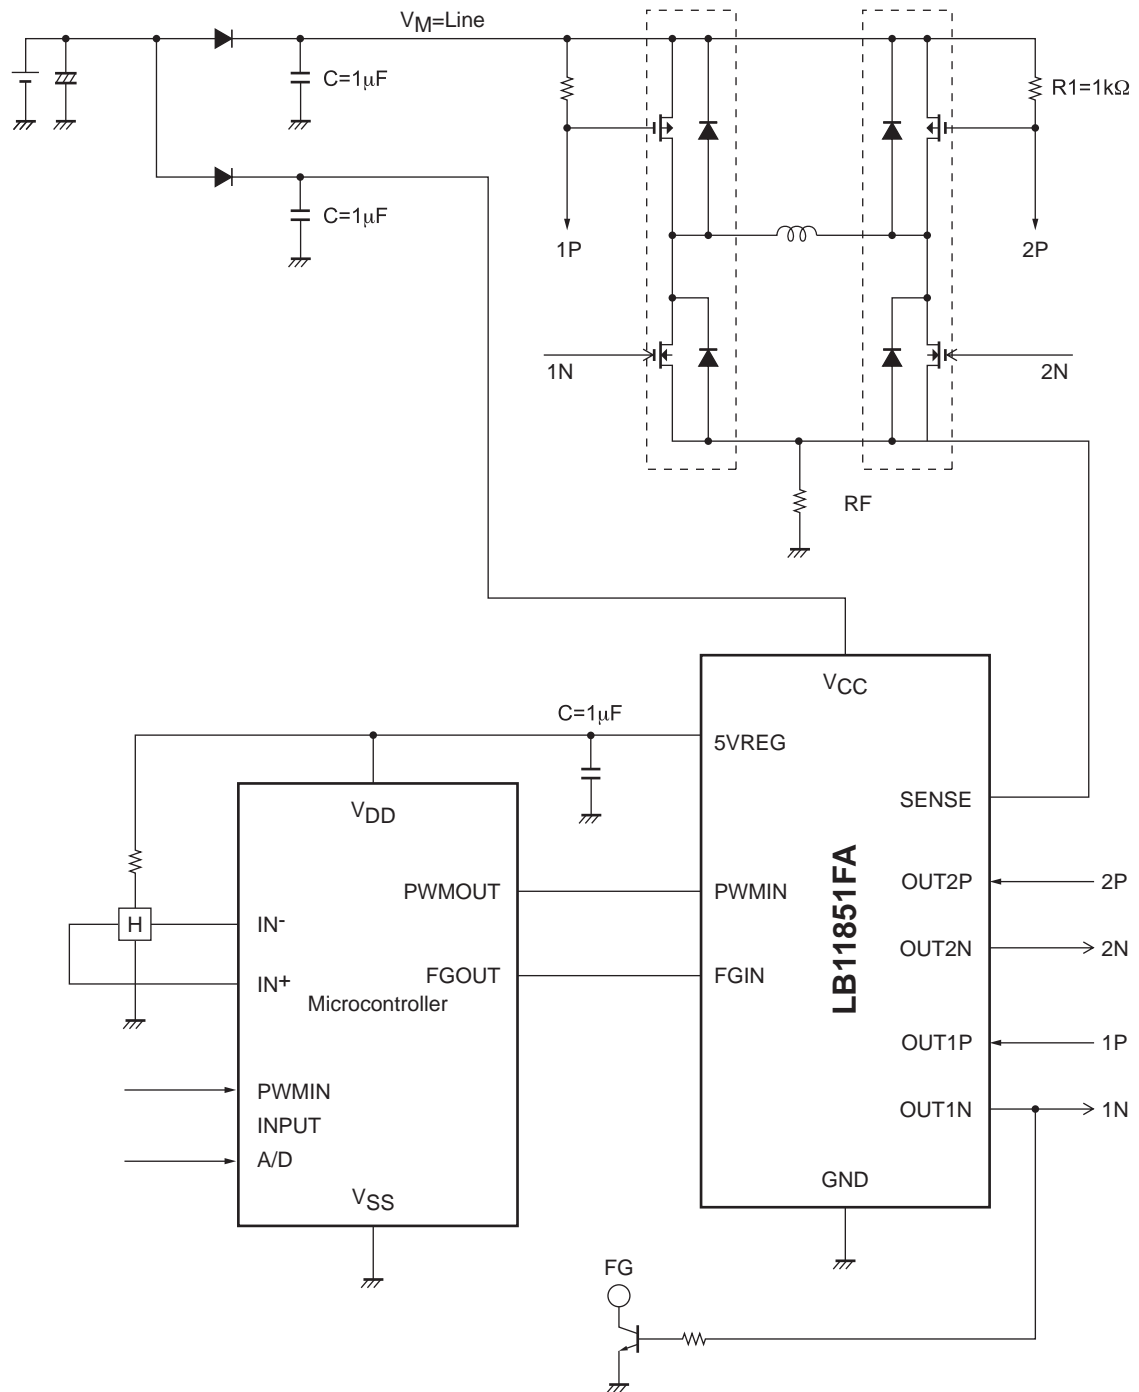 VM=Line
C=1μF
R1=1kΩ
C=1μF
1P
2P
1N
2N
RF
VCC
C=1μF
5VREG
VDD
SENSE
LB11851FA
PWMOUT
PWMIN
OUT2P
2P
H
IN-
OUT2N
2N
IN+
FGOUT
FGIN
Microcontroller
OUT1P
1P
PWMIN
OUT1N
1N
INPUT
A/D
VSS
GND
FG